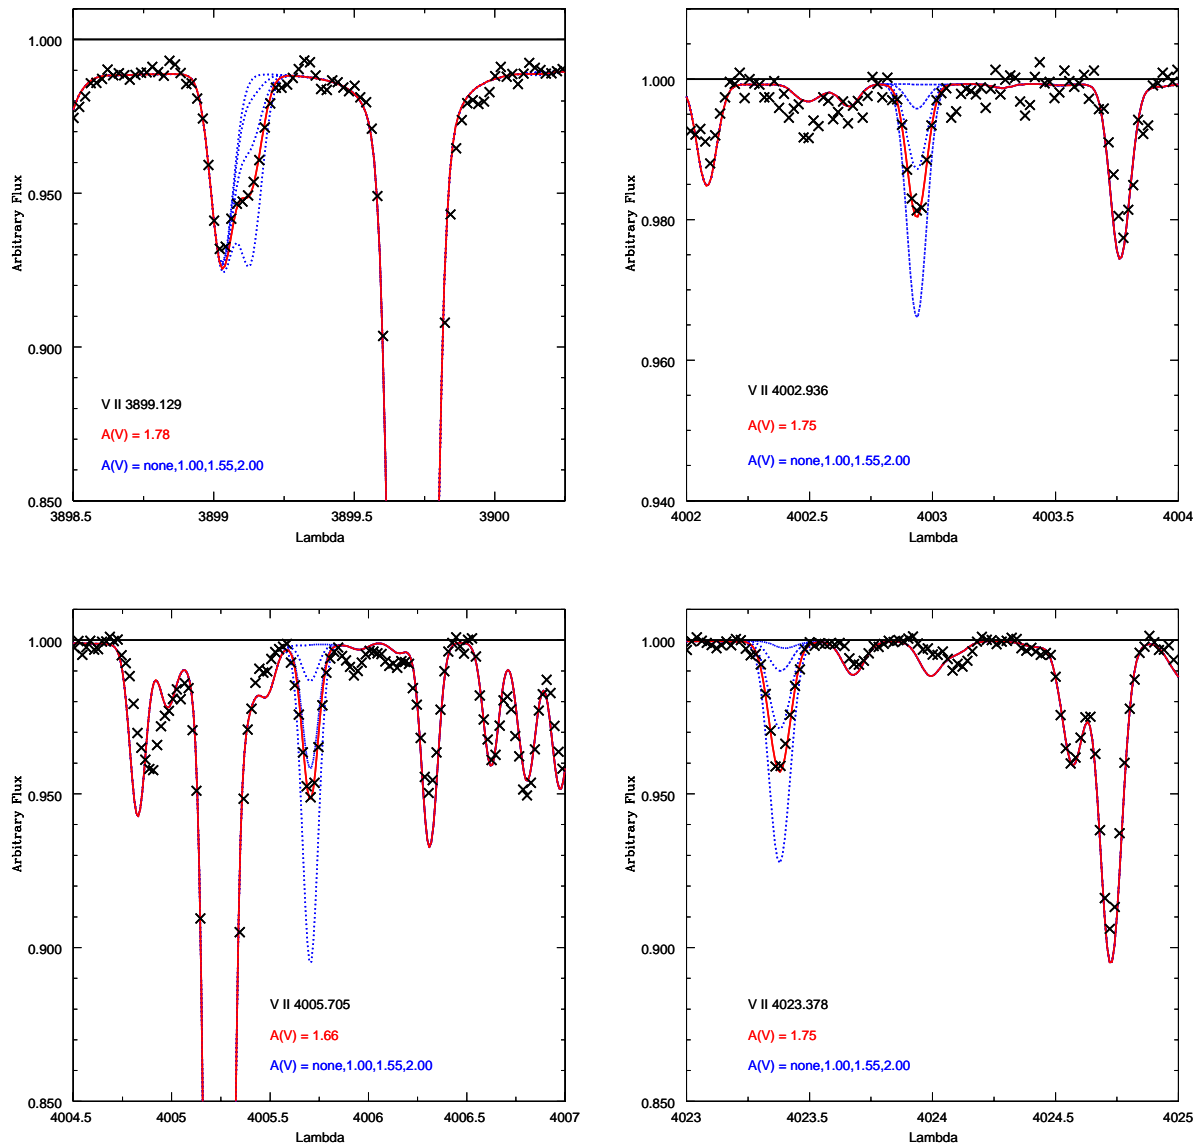 1.000
0.950
0.900
0.850
Arbitrary Flux
V II 3899.129
A(V) = 1.78
A(V) = none,1.00,1.55,2.00
3898.5 3899 3899.5 3900
Lambda
1.000
0.980
0.960
0.940
Arbitrary Flux
V II 4002.936
A(V) = 1.75
A(V) = none,1.00,1.55,2.00
4002 4002.5 4003 4003.5 4004
Lambda
1.000
0.950
0.900
0.850
Arbitrary Flux
V II 4005.705
A(V) = 1.66
A(V) = none,1.00,1.55,2.00
4004.5 4005 4005.5 4006 4006.5 4007
Lambda
1.000
0.950
0.900
0.850
Arbitrary Flux
V II 4023.378
A(V) = 1.75
A(V) = none,1.00,1.55,2.00
4023 4023.5 4024 4024.5 4025
Lambda